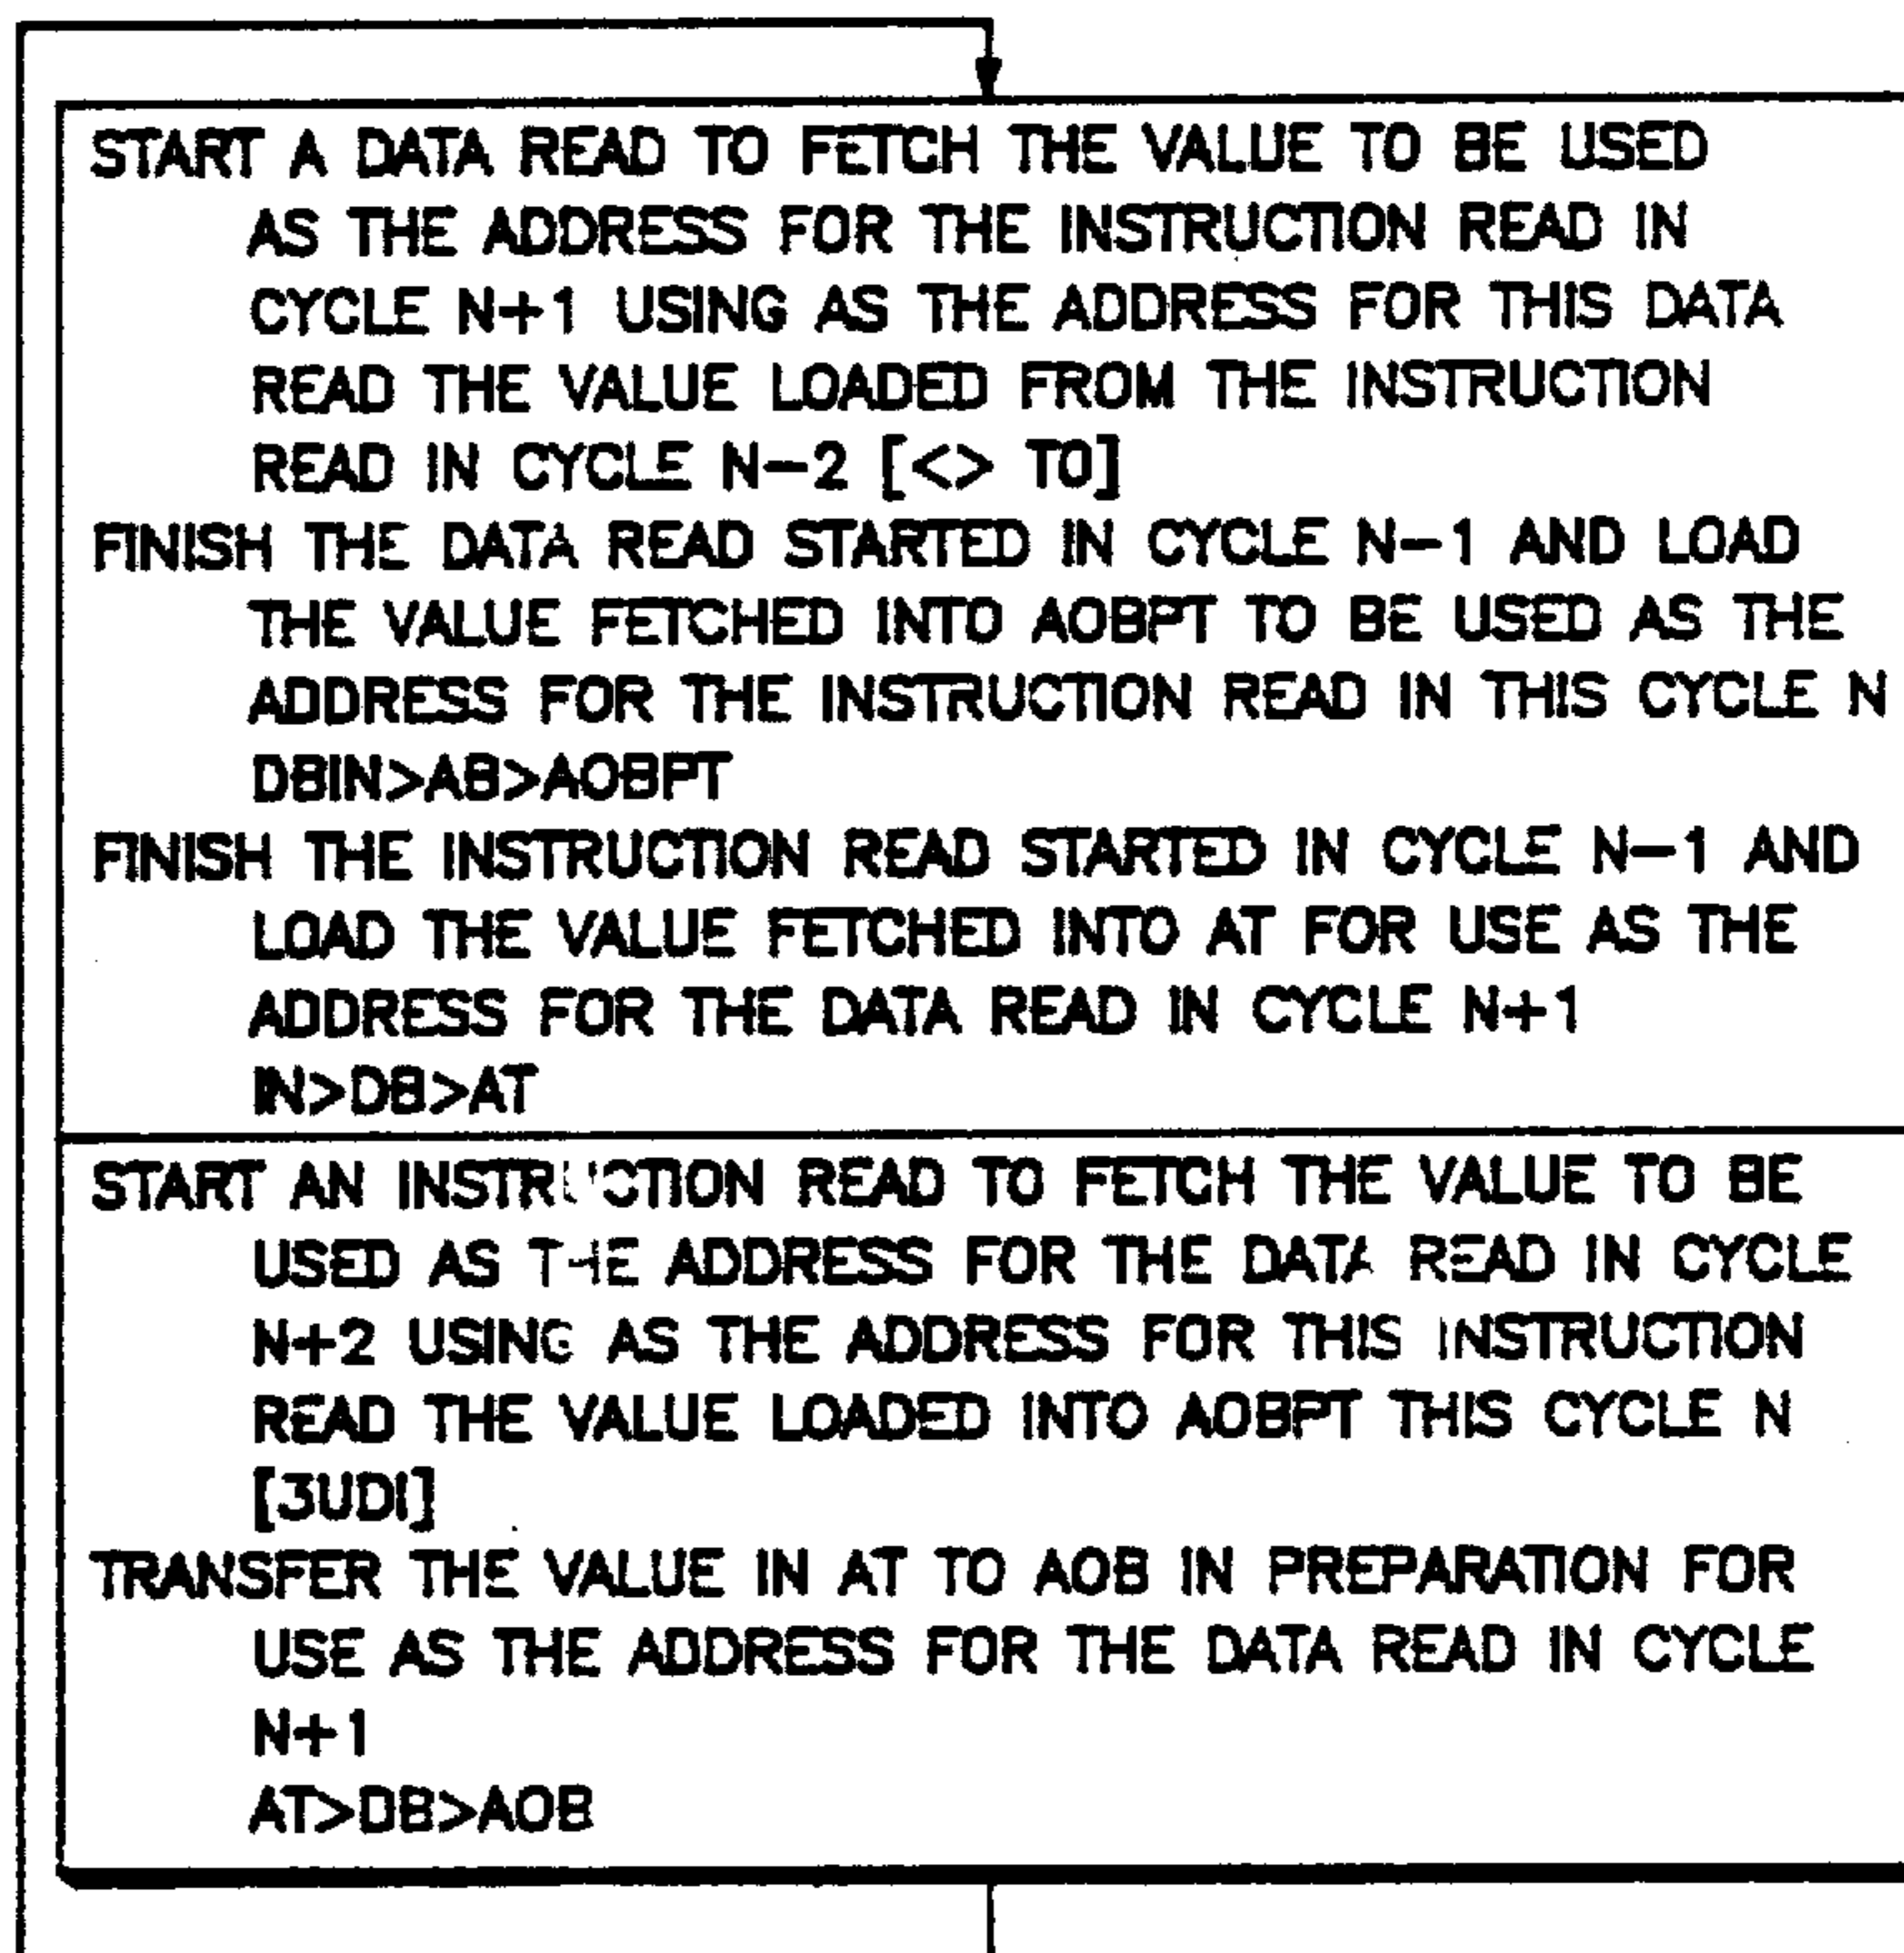 START A DATA READ TO FETCH THE VALUE TO BE USED
AS THE ADDRESS FOR THE INSTRUCTION READ IN
CYCLE N+1 USING AS THE ADDRESS FOR THIS DATA
READ THE VALUE LOADED FROM THE INSTRUCTION
READ IN CYCLE N-2 [<> T0]
FINISH THE DATA READ STARTED IN CYCLE N-1 AND LOAD
THE VALUE FETCHED INTO AOBPT TO BE USED AS THE
ADDRESS FOR THE INSTRUCTION READ IN THIS CYCLE N
DBIN>AB>AOBPT
FINISH THE INSTRUCTION READ STARTED IN CYCLE N-1 AND
LOAD THE VALUE FETCHED INTO AT FOR USE AS THE
ADDRESS FOR THE DATA READ IN CYCLE N+1
IN>DB>AT
START AN INSTRUCTION READ TO FETCH THE VALUE TO BE
USED AS THE ADDRESS FOR THE DATA READ IN CYCLE
N+2 USING AS THE ADDRESS FOR THIS INSTRUCTION
READ THE VALUE LOADED INTO AOBPT THIS CYCLE N
[3UDI]
TRANSFER THE VALUE IN AT TO AOB IN PREPARATION FOR
USE AS THE ADDRESS FOR THE DATA READ IN CYCLE
N+1
AT>DB>AOB